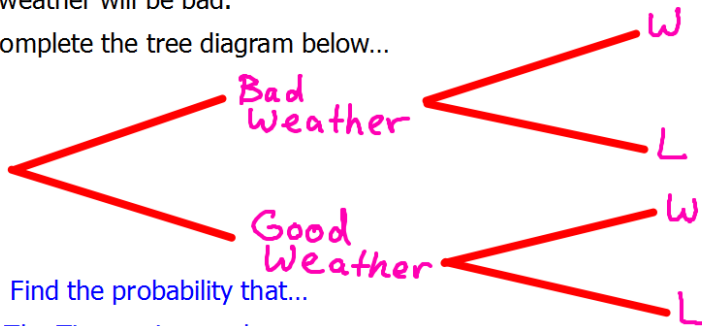 weather will be bad.
omplete the tree diagram below...
W
Bad
Weather
L
W
Good
Weather
Find the probability that...
L